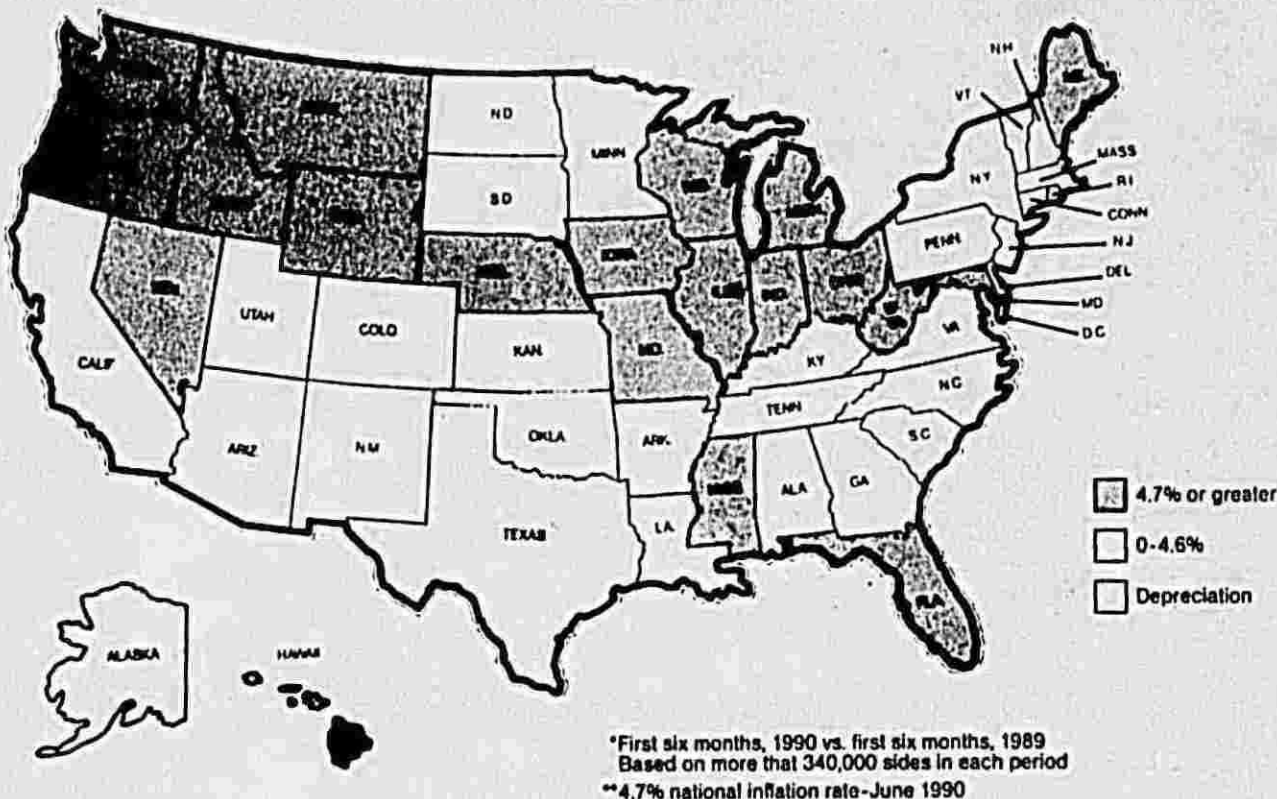 NH
VT
ND
MINN
MASS
NY
RI
SD
CONN
PENN
NJ
IOWA
DEL
IND.
OHIO
MD
UTAH
COLO
VA
DC
KAN.
MO.
CALIF
KY
NC
TENN
ARIZ
NM
OKLA
ARK.
SC
ALA
GA
4.7% or greater
TEXAS
LA
0-4.6%
FLA
Depreciation
ALASKA
HAWAII
*First six months, 1990 vs. first six months, 1989
Based on more that 340,000 sides in each period
**4.7% national inflation rate-June 1990